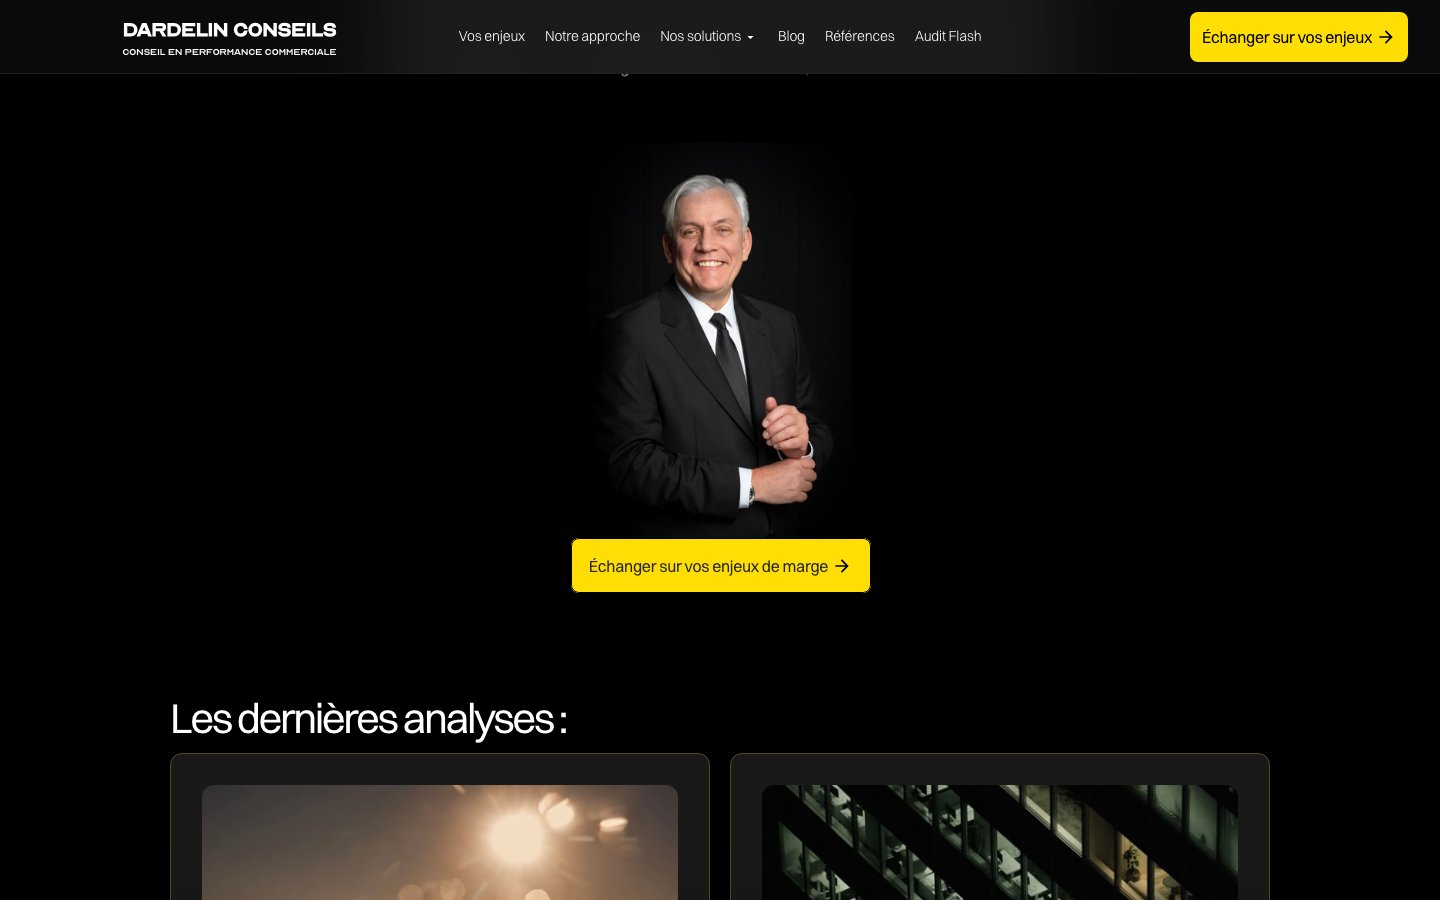 DARDELIN CONSEILS
CONSEIL EN PERFORMANCE COMMERCIALE
Vos enjeux
Notre approche
Nos solutions
Blog
Références
Audit Flash
Échanger sur vos enjeux
Échanger sur vos enjeux de marge
Les dernières analyses :